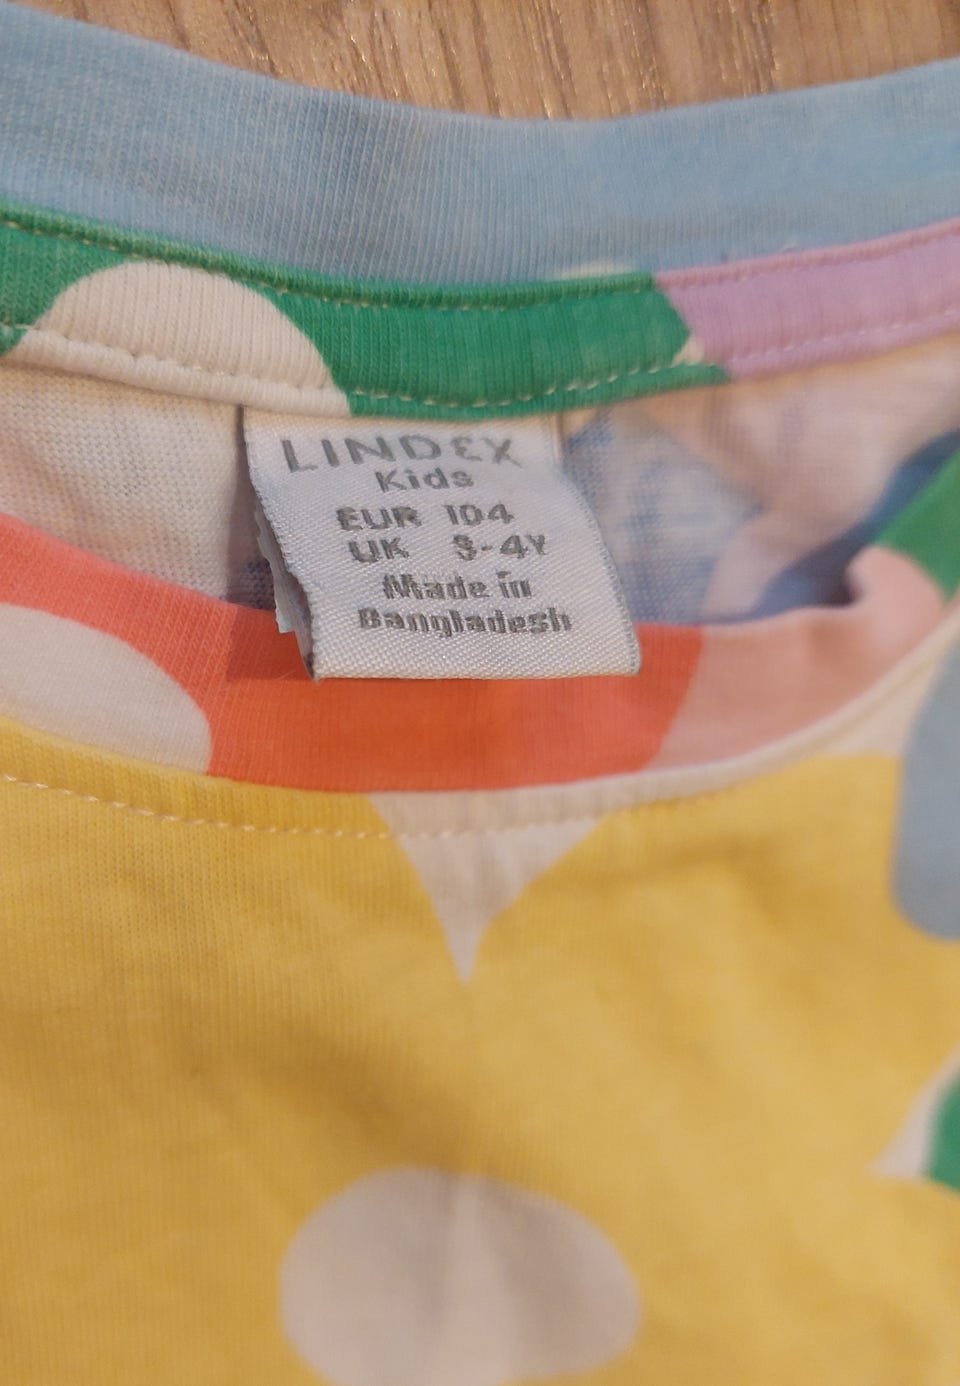 LINDEX
Kids
EUR 104
UK 3-4Y
Made in
Bangladesh